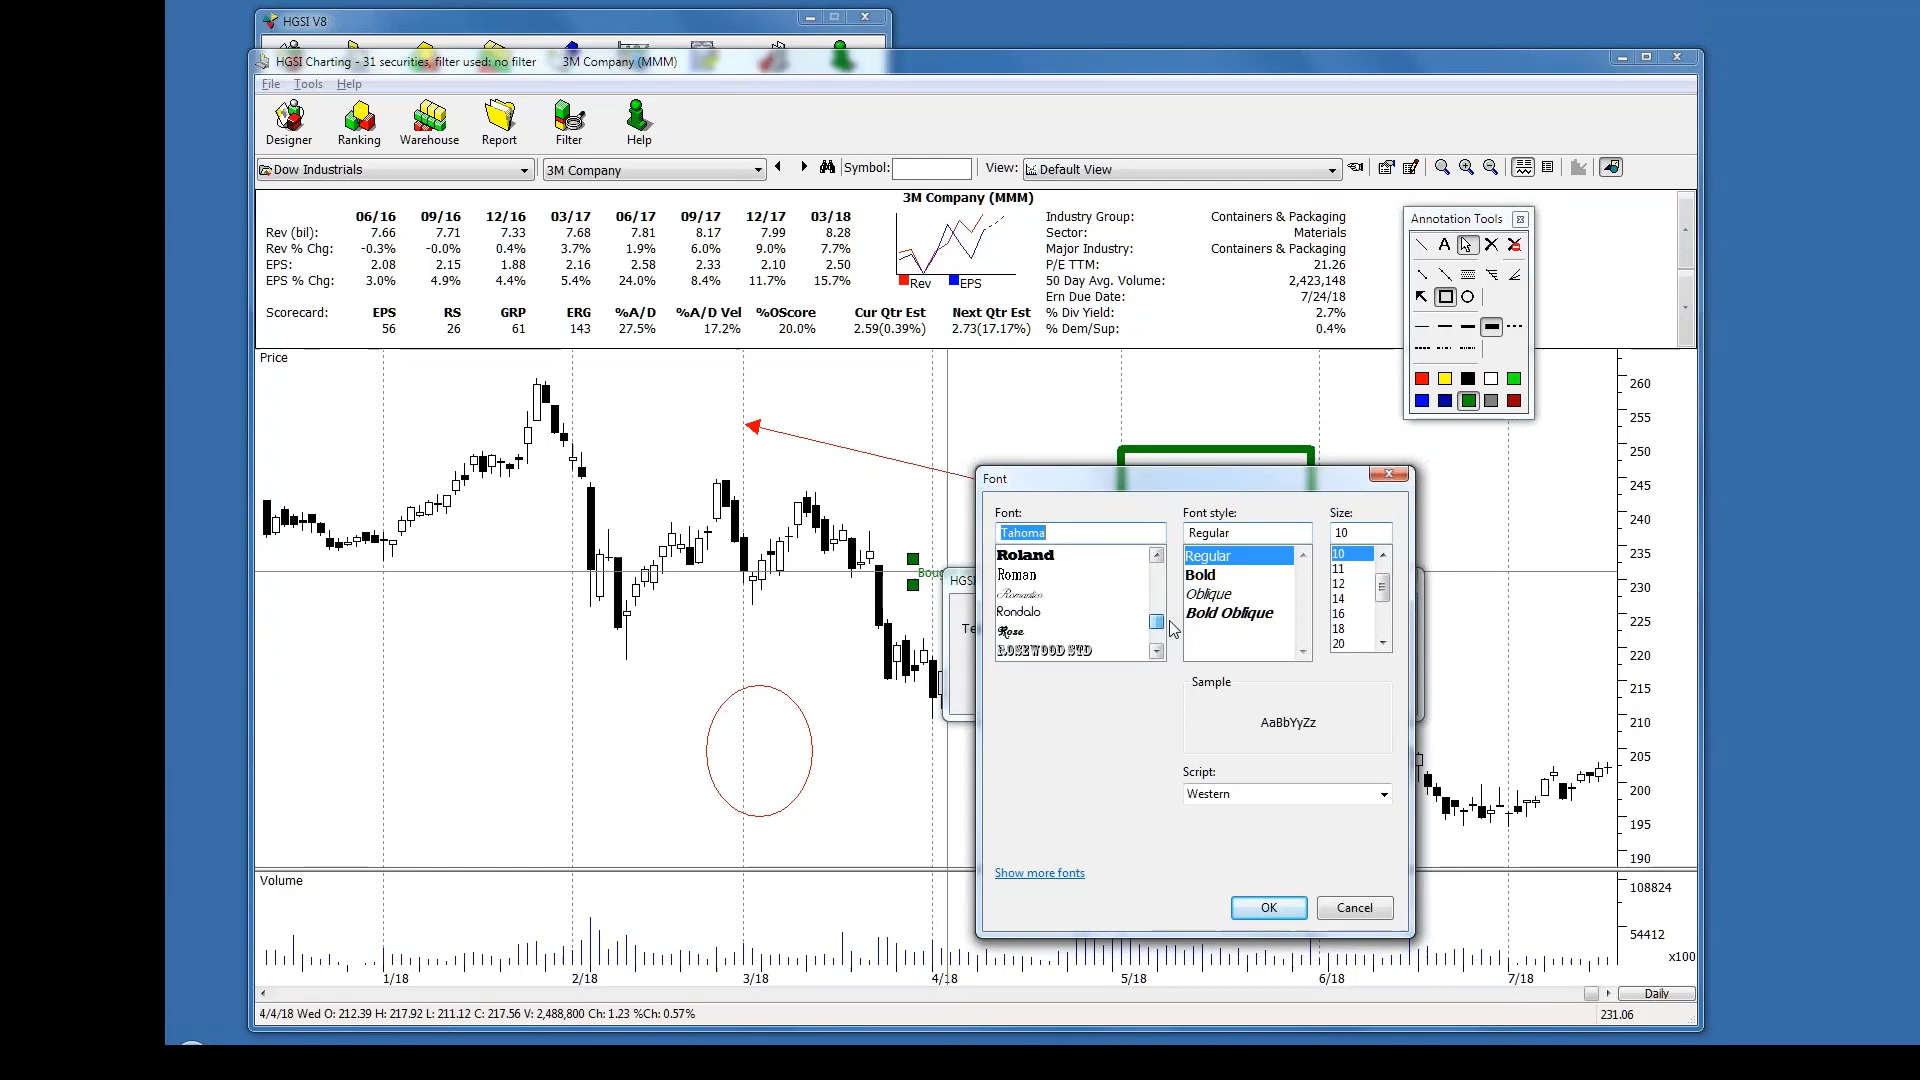 HGSI V8
HGSI Charting - 31 securities, filter used: no filter 3M Company (MMM)
File Tools Help
Designer Ranking Warehouse Report Filter Help
Dow Industrials 3M Company Symbol: View: Default View
3M Company (MMM)
06/16 09/16 12/16 03/17 06/17 09/17 12/17 03/18
Rev (bil): 7.66 7.71 7.33 7.68 7.81 8.17 7.99 8.28
Rev % Chg: -0.3% -0.0% 0.4% 3.7% 1.9% 6.0% 9.0% 7.7%
EPS: 2.08 2.15 1.88 2.16 2.58 2.33 2.10 2.50
EPS % Chg: 3.0% 4.9% 4.4% 5.4% 24.0% 8.4% 11.7% 15.7%
Rev EPS
Scorecard: EPS RS GRP ERG %A/D %A/D Vel %OScore Cur Qtr Est Next Qtr Est
56 26 61 143 27.5% 17.2% 20.0% 2.59(0.39%) 2.73(17.17%)
Industry Group: Containers & Packaging
Sector: Materials
Major Industry: Containers & Packaging
P/E TTM: 21.26
50 Day Avg. Volume: 2,423,148
Ern Due Date: 7/24/18
% Div Yield: 2.7%
% Dem/Sup: 0.4%
Annotation Tools
A
Price
260
255
250
245
240
235
230
225
220
215
210
205
200
195
190
Font
Font: Font style: Size:
Tahoma Regular 10
Roland
Roman
Romantico
Rondalo
Rose
ROSEWOOD STD
Regular
Bold
Oblique
Bold Oblique
10
11
12
14
16
18
20
Sample
AaBbYyZz
Script:
Western
Show more fonts
OK Cancel
HGSI
Volume
108824
54412
x100
1/18 2/18 3/18 4/18 5/18 6/18 7/18
Daily
4/4/18 Wed O: 212.39 H: 217.92 L: 211.12 C: 217.56 V: 2,488,800 Ch: 1.23 %Ch: 0.57% 231.06